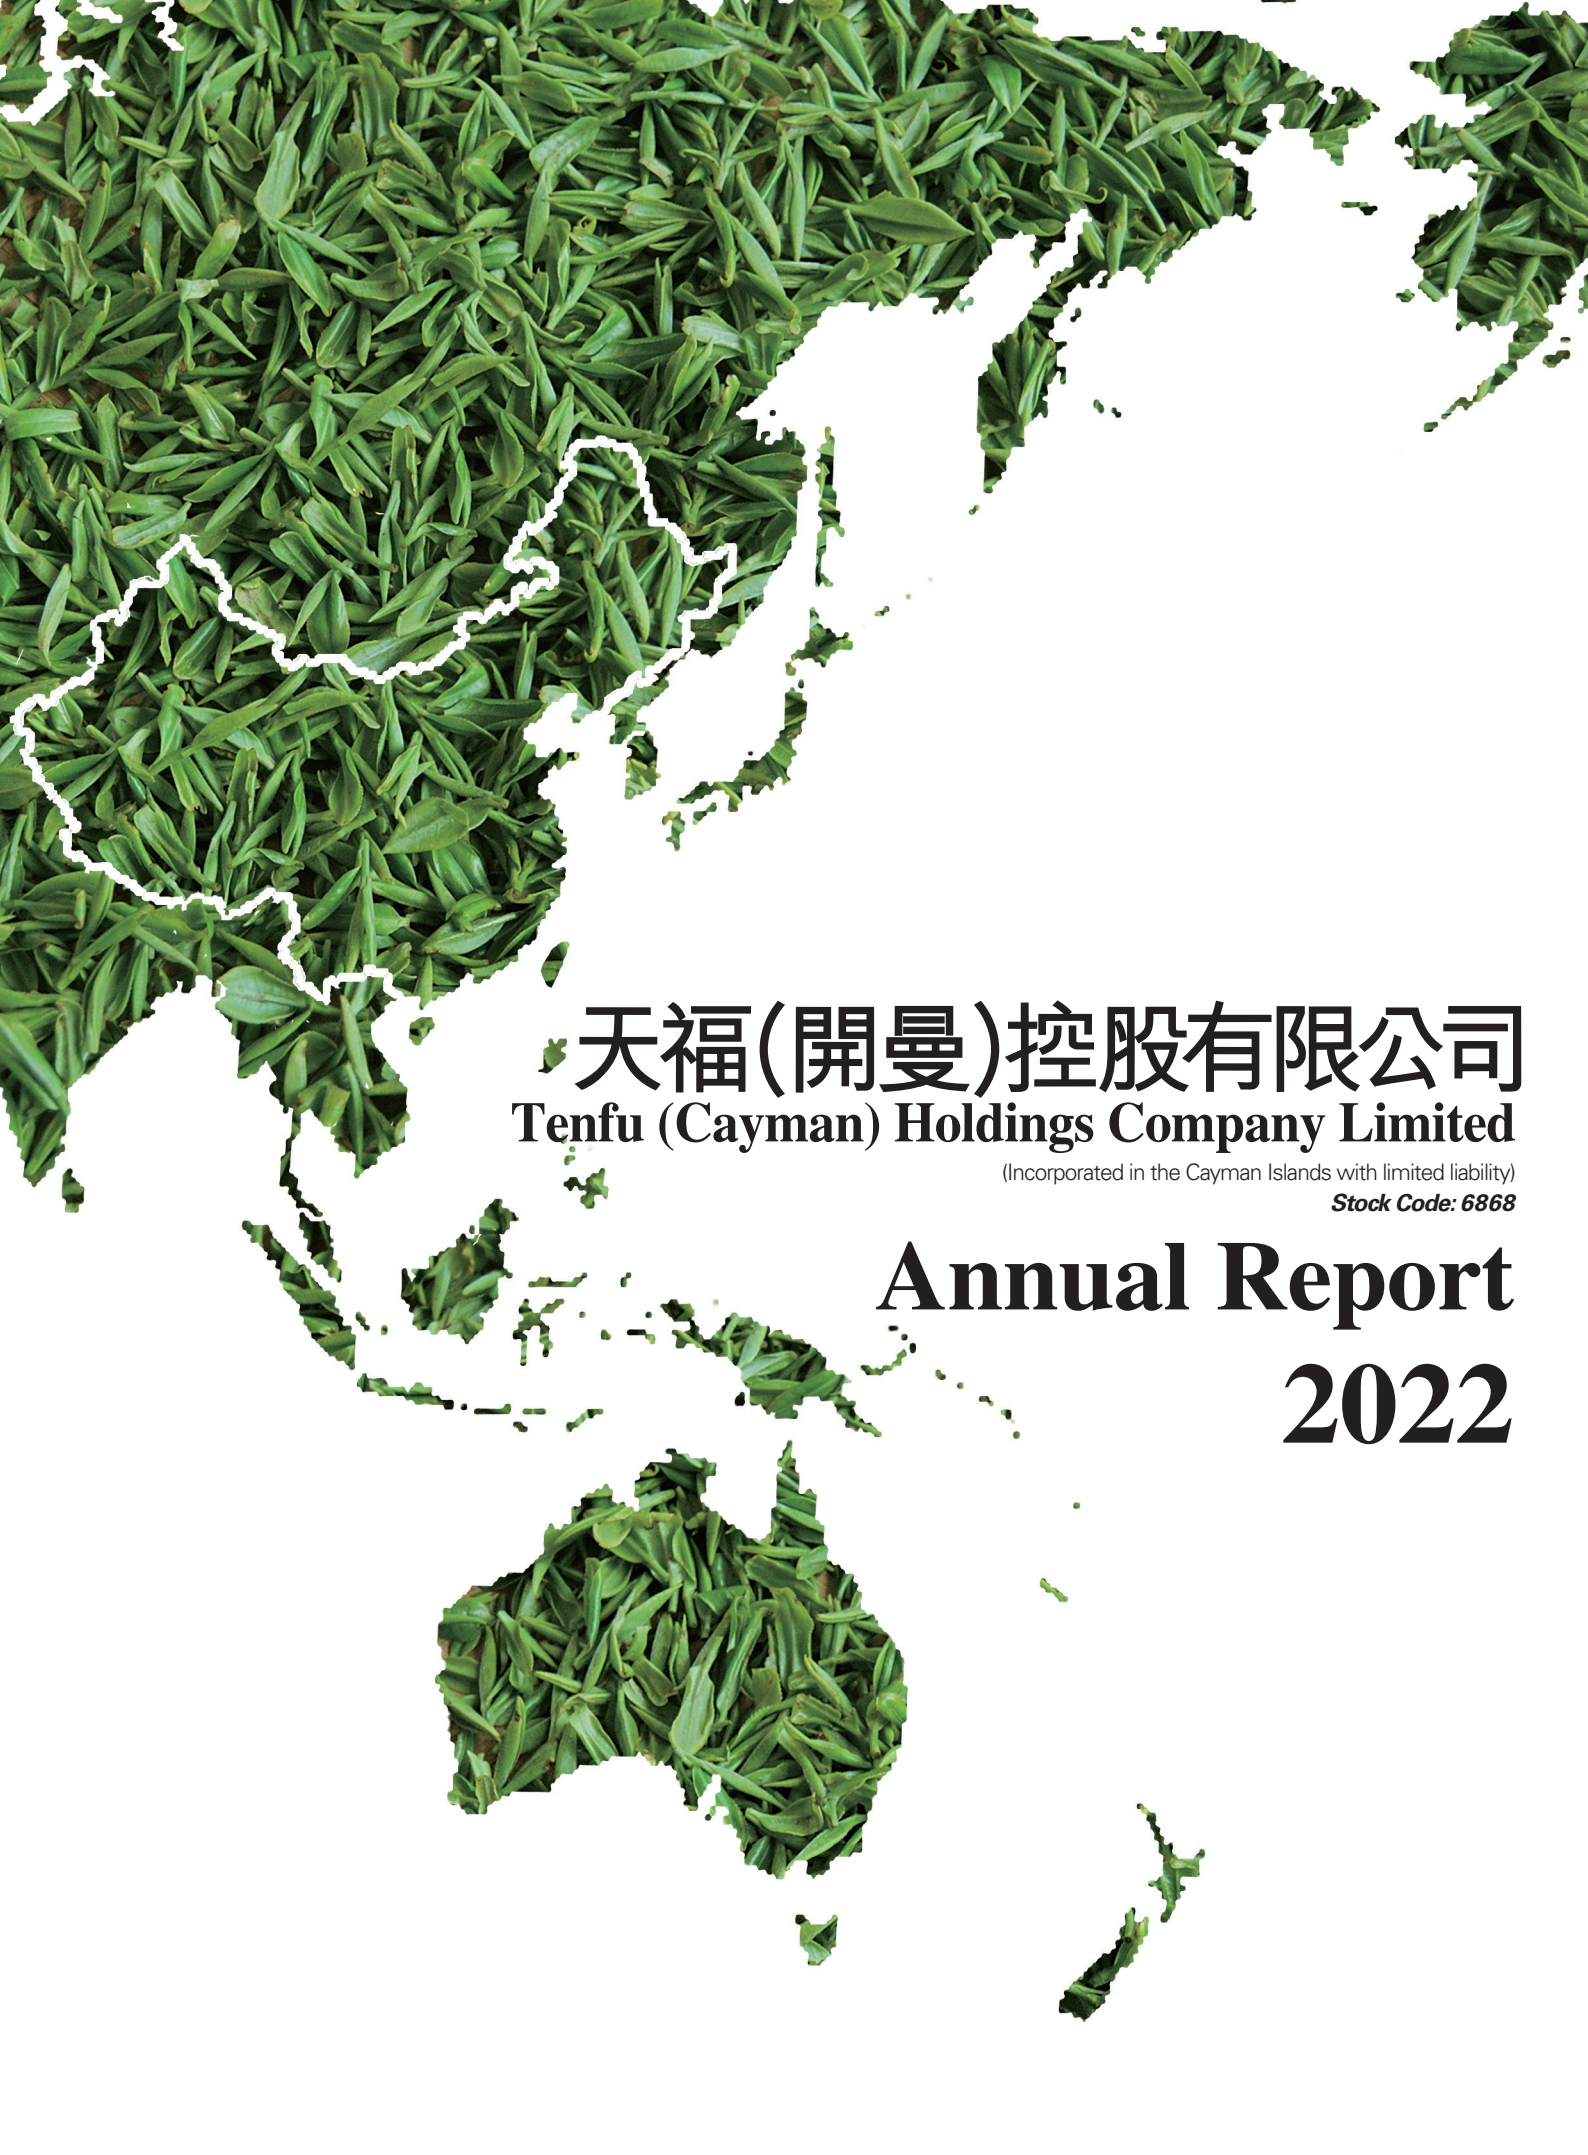 天福(開曼)控股有限公司
Tenfu (Cayman) Holdings Company Limited
(Incorporated in the Cayman Islands with limited liability)
Stock Code: 6868
Annual Report
2022